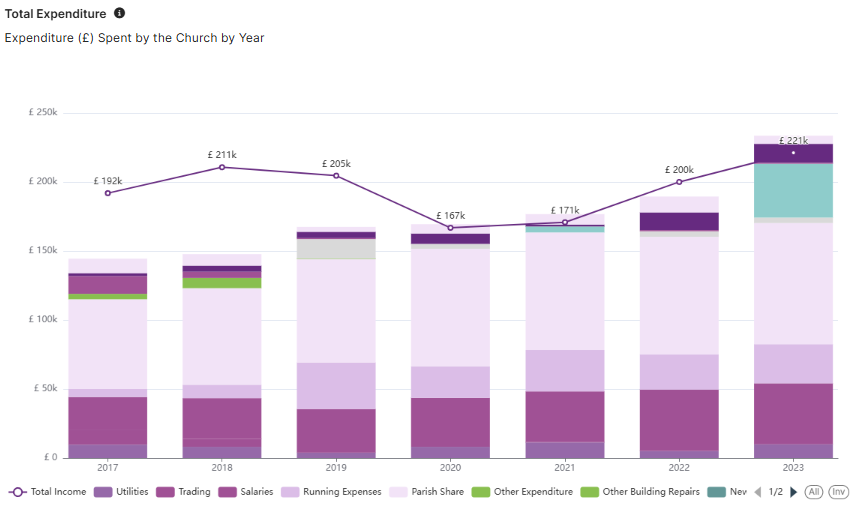 Total Expenditure
Expenditure (£) Spent by the Church by Year
£ 250k
£ 200k
£ 150k
£ 100k
£ 50k
£ 0
£ 192k
£ 211k
£ 205k
£ 167k
£ 171k
£ 200k
£ 221k
2017 2018 2019 2020 2021 2022 2023
Total Income Utilities Trading Salaries Running Expenses Parish Share Other Expenditure Other Building Repairs Nev 1/2 All Inv